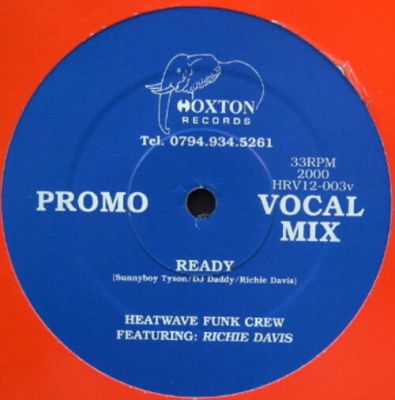 HOXTON
RECORDS
Tel. 0794.934.5261
33RPM
2000
HRV12-003v
PROMO
VOCAL
MIX
READY
[Sunnyboy Tyson/DJ Daddy/Richie Davis]
HEATWAVE FUNK CREW
FEATURING: RICHIE DAVIS